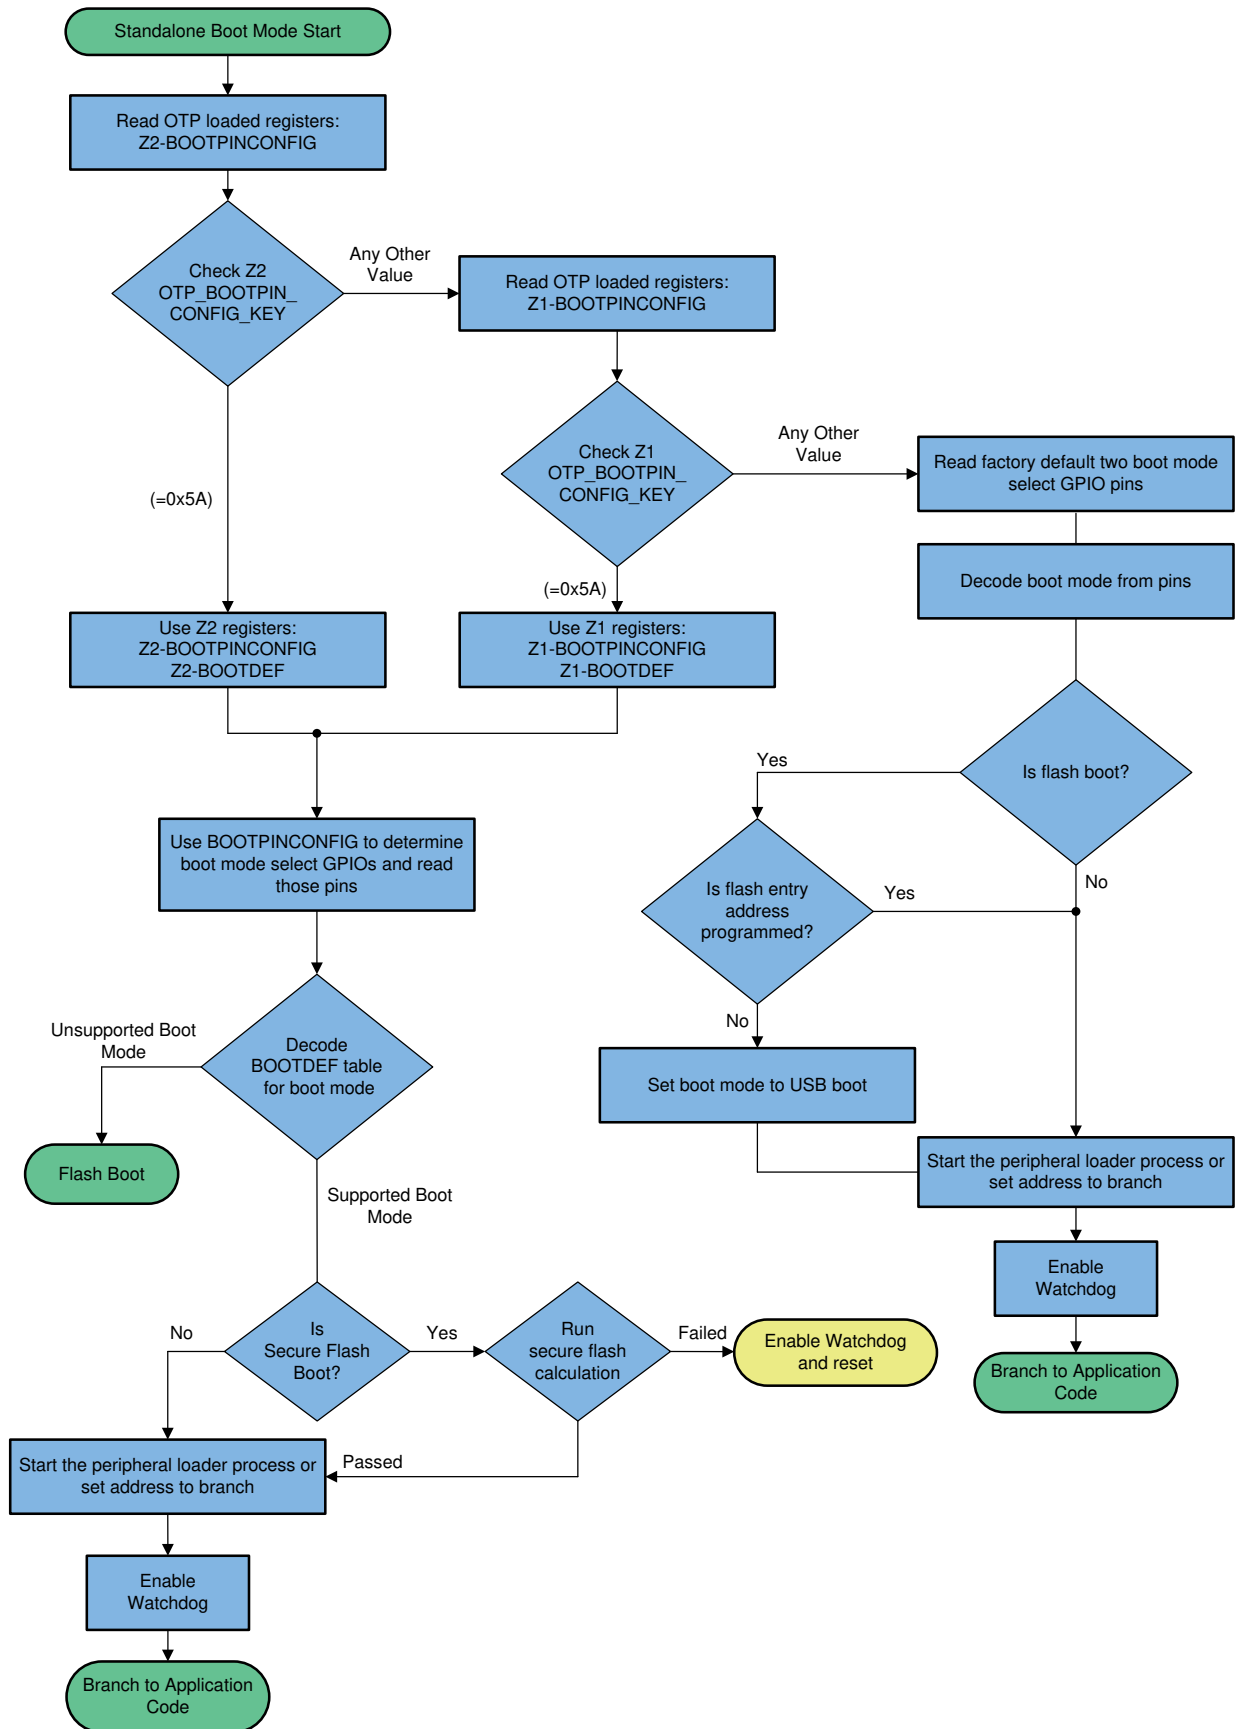 Standalone Boot Mode Start
Read OTP loaded registers:
Z2-BOOTPINCONFIG
Check Z2
OTP_BOOTPIN_
CONFIG_KEY
Any Other
Value
Read OTP loaded registers:
Z1-BOOTPINCONFIG
Check Z1
OTP_BOOTPIN_
CONFIG_KEY
Any Other
Value
Read factory default two boot mode
select GPIO pins
(=0x5A)
Decode boot mode from pins
(=0x5A)
Use Z2 registers:
Z2-BOOTPINCONFIG
Z2-BOOTDEF
Use Z1 registers:
Z1-BOOTPINCONFIG
Z1-BOOTDEF
Is flash boot?
Yes
No
Use BOOTPINCONFIG to determine
boot mode select GPIOs and read
those pins
Is flash entry
address
programmed?
Yes
No
Set boot mode to USB boot
Decode
BOOTDEF table
for boot mode
Unsupported Boot
Mode
Flash Boot
Supported Boot
Mode
Start the peripheral loader process or
set address to branch
Enable
Watchdog
Branch to Application
Code
Is
Secure Flash
Boot?
No
Yes
Run
secure flash
calculation
Failed
Enable Watchdog
and reset
Passed
Start the peripheral loader process or
set address to branch
Enable
Watchdog
Branch to Application
Code